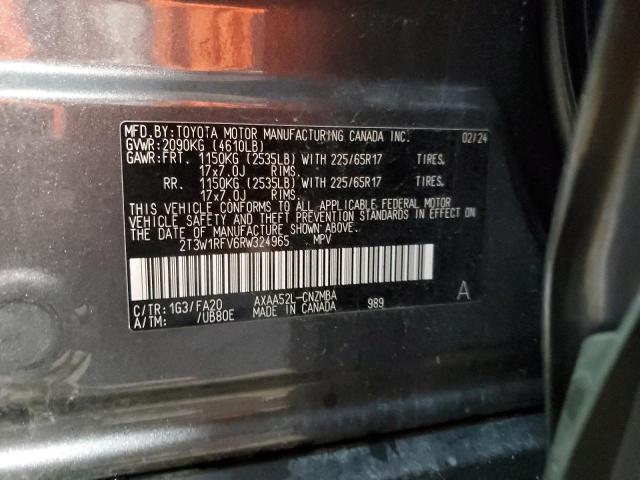 MFD.BY:TOYOTA MOTOR MANUFACTURING CANADA INC. 02/24
GVWR:2090KG (4610LB)
GAWR:FRT. 1150KG (2535LB) WITH 225/65R17 TIRES.
17x7.0J RIMS.
RR. 1150KG (2535LB) WITH 225/65R17 TIRES.
17x7.0J RIMS.
THIS VEHICLE CONFORMS TO ALL APPLICABLE FEDERAL MOTOR
VEHICLE SAFETY AND THEFT PREVENTION STANDARDS IN EFFECT
ON THE DATE OF MANUFACTURE SHOWN ABOVE.
2T3W1RFV6RW324965 MPV
C/TR:1G3/FA20 AXAA52L-CNZMBA A
A/TM: /UB80E MADE IN CANADA 989